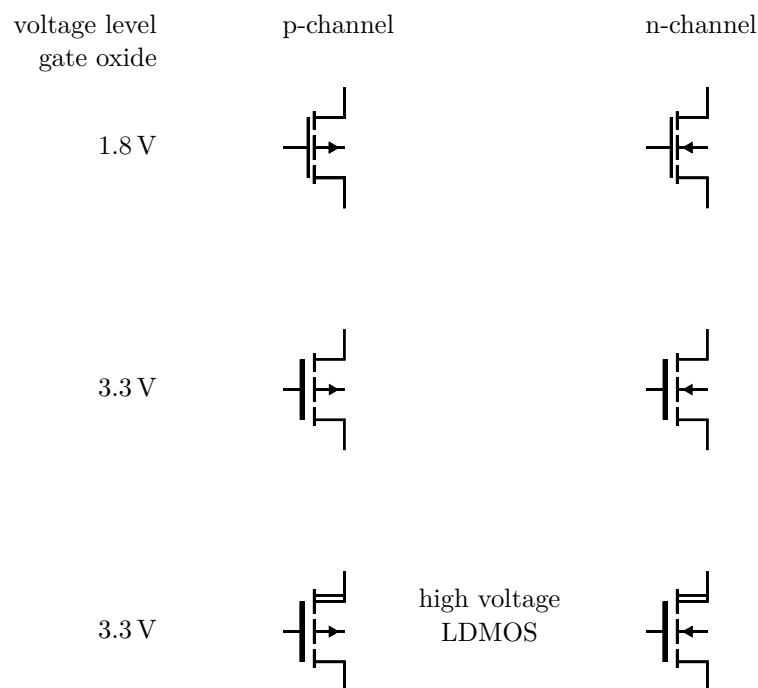 voltage level
gate oxide
p-channel
n-channel
1.8 V
3.3 V
3.3 V
high voltage
LDMOS